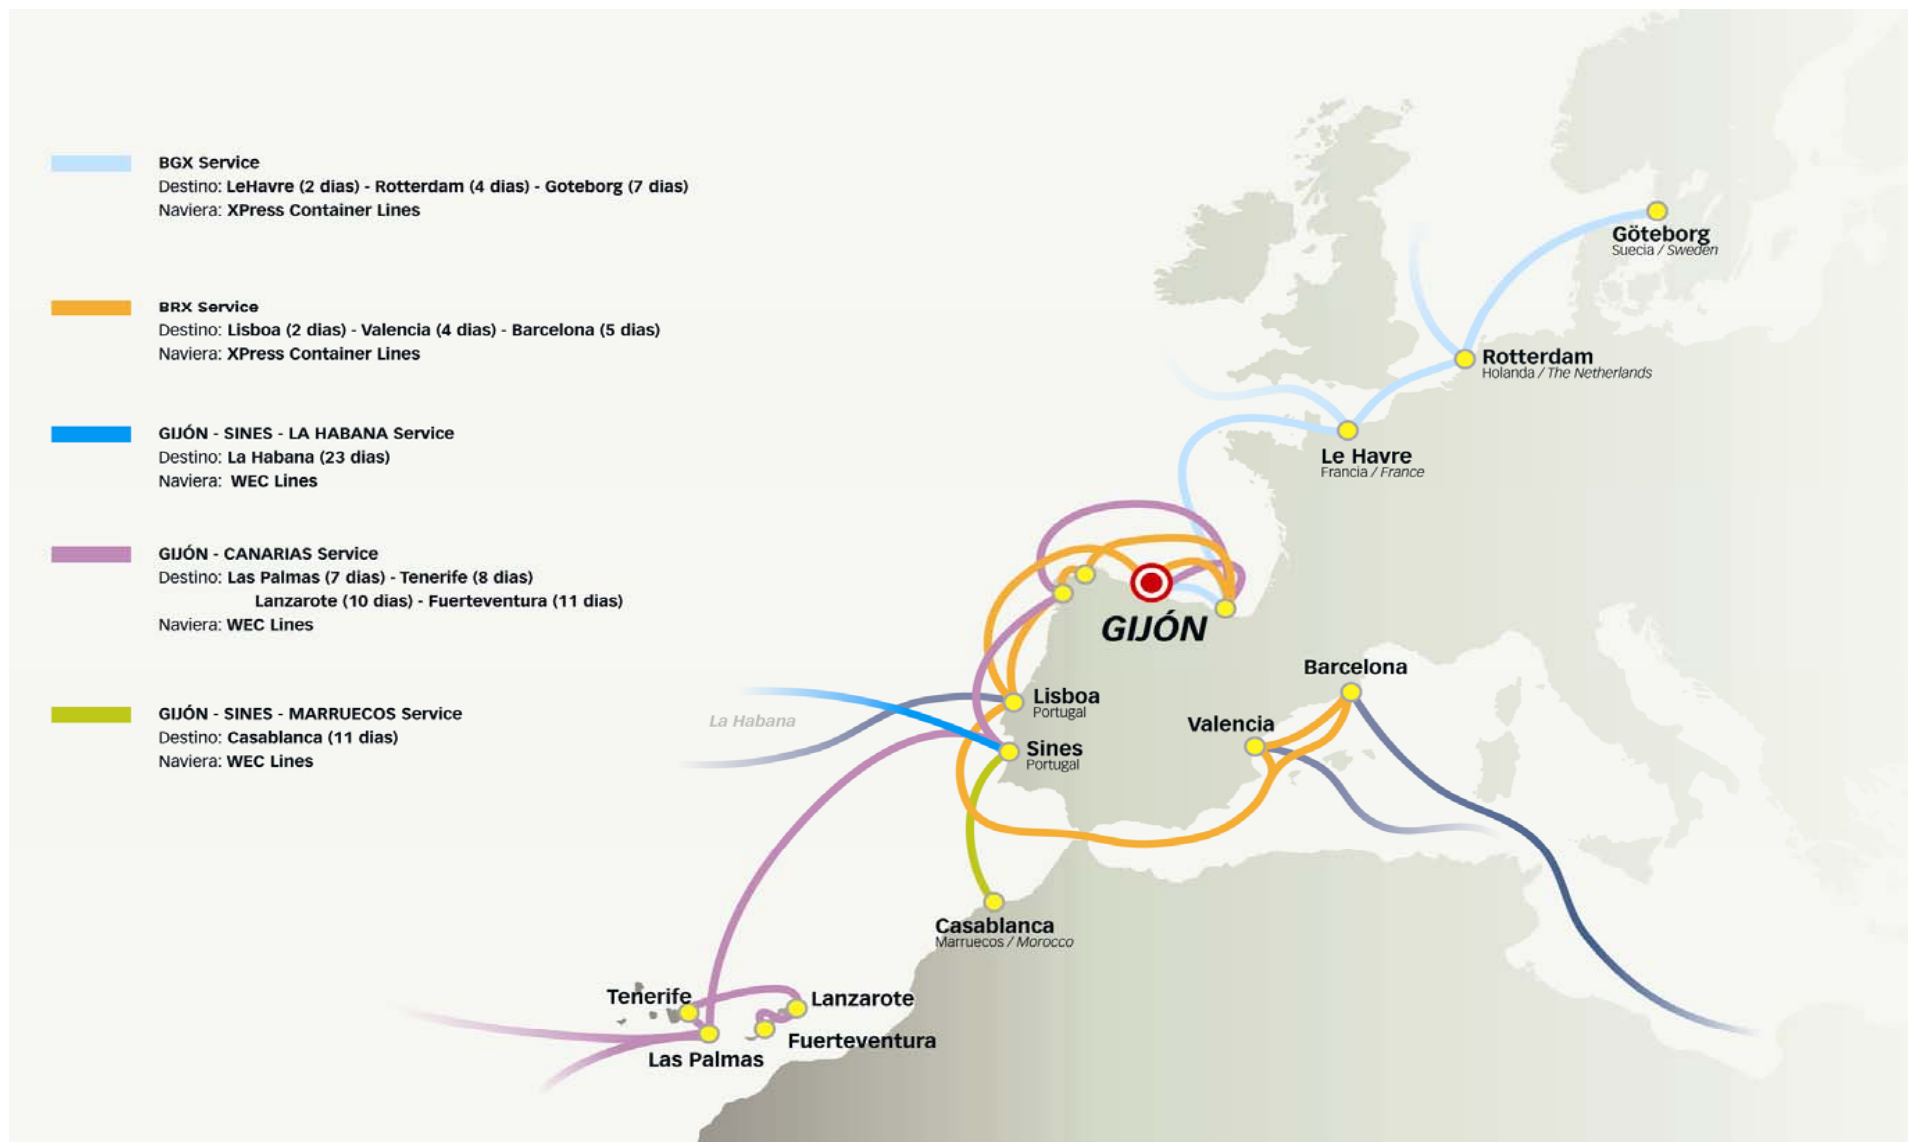 BGX Service
Destino: LeHavre (2 dias) - Rotterdam (4 dias) - Goteborg (7 dias)
Naviera: XPress Container Lines
BRX Service
Destino: Lisboa (2 dias) - Valencia (4 dias) - Barcelona (5 dias)
Naviera: XPress Container Lines
GIJÓN - SINES - LA HABANA Service
Destino: La Habana (23 dias)
Naviera: WEC Lines
GIJÓN - CANARIAS Service
Destino: Las Palmas (7 dias) - Tenerife (8 dias)
Lanzarote (10 dias) - Fuerteventura (11 dias)
Naviera: WEC Lines
GIJÓN - SINES - MARRUECOS Service
Destino: Casablanca (11 dias)
Naviera: WEC Lines
Göteborg
Suecia / Sweden
Rotterdam
Holanda / The Netherlands
Le Havre
Francia / France
GIJÓN
Barcelona
Valencia
Lisboa
Portugal
La Habana
Sines
Portugal
Casablanca
Marruecos / Morocco
Tenerife
Lanzarote
Fuerteventura
Las Palmas